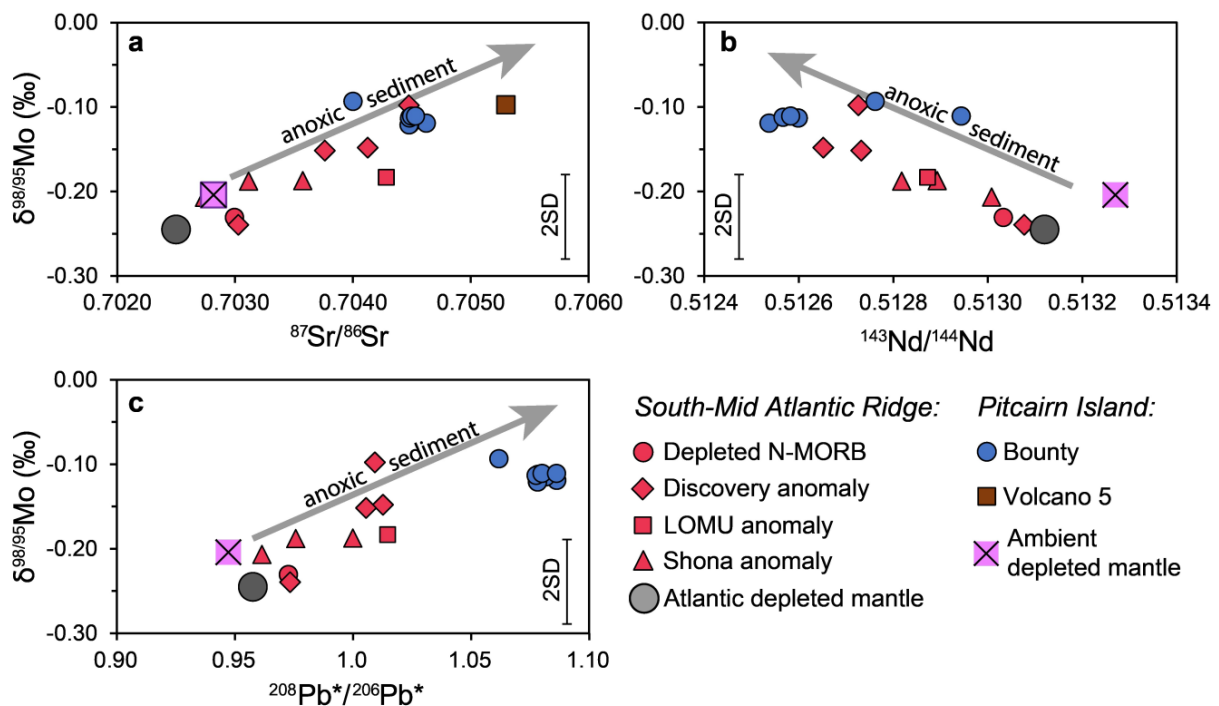 a
0.00
-0.10
-0.20
-0.30
δ98/95Mo (‰)
anoxic sediment
2SD
0.7020 0.7030 0.7040 0.7050 0.7060
87Sr/86Sr
b
0.00
-0.10
-0.20
-0.30
δ98/95Mo (‰)
anoxic sediment
2SD
0.5124 0.5126 0.5128 0.5130 0.5132 0.5134
143Nd/144Nd
c
0.00
-0.10
-0.20
-0.30
δ98/95Mo (‰)
anoxic sediment
2SD
0.90 0.95 1.0 1.05 1.10
208Pb*/206Pb*
South-Mid Atlantic Ridge:
Depleted N-MORB
Discovery anomaly
LOMU anomaly
Shona anomaly
Atlantic depleted mantle
Pitcairn Island:
Bounty
Volcano 5
Ambient
depleted mantle